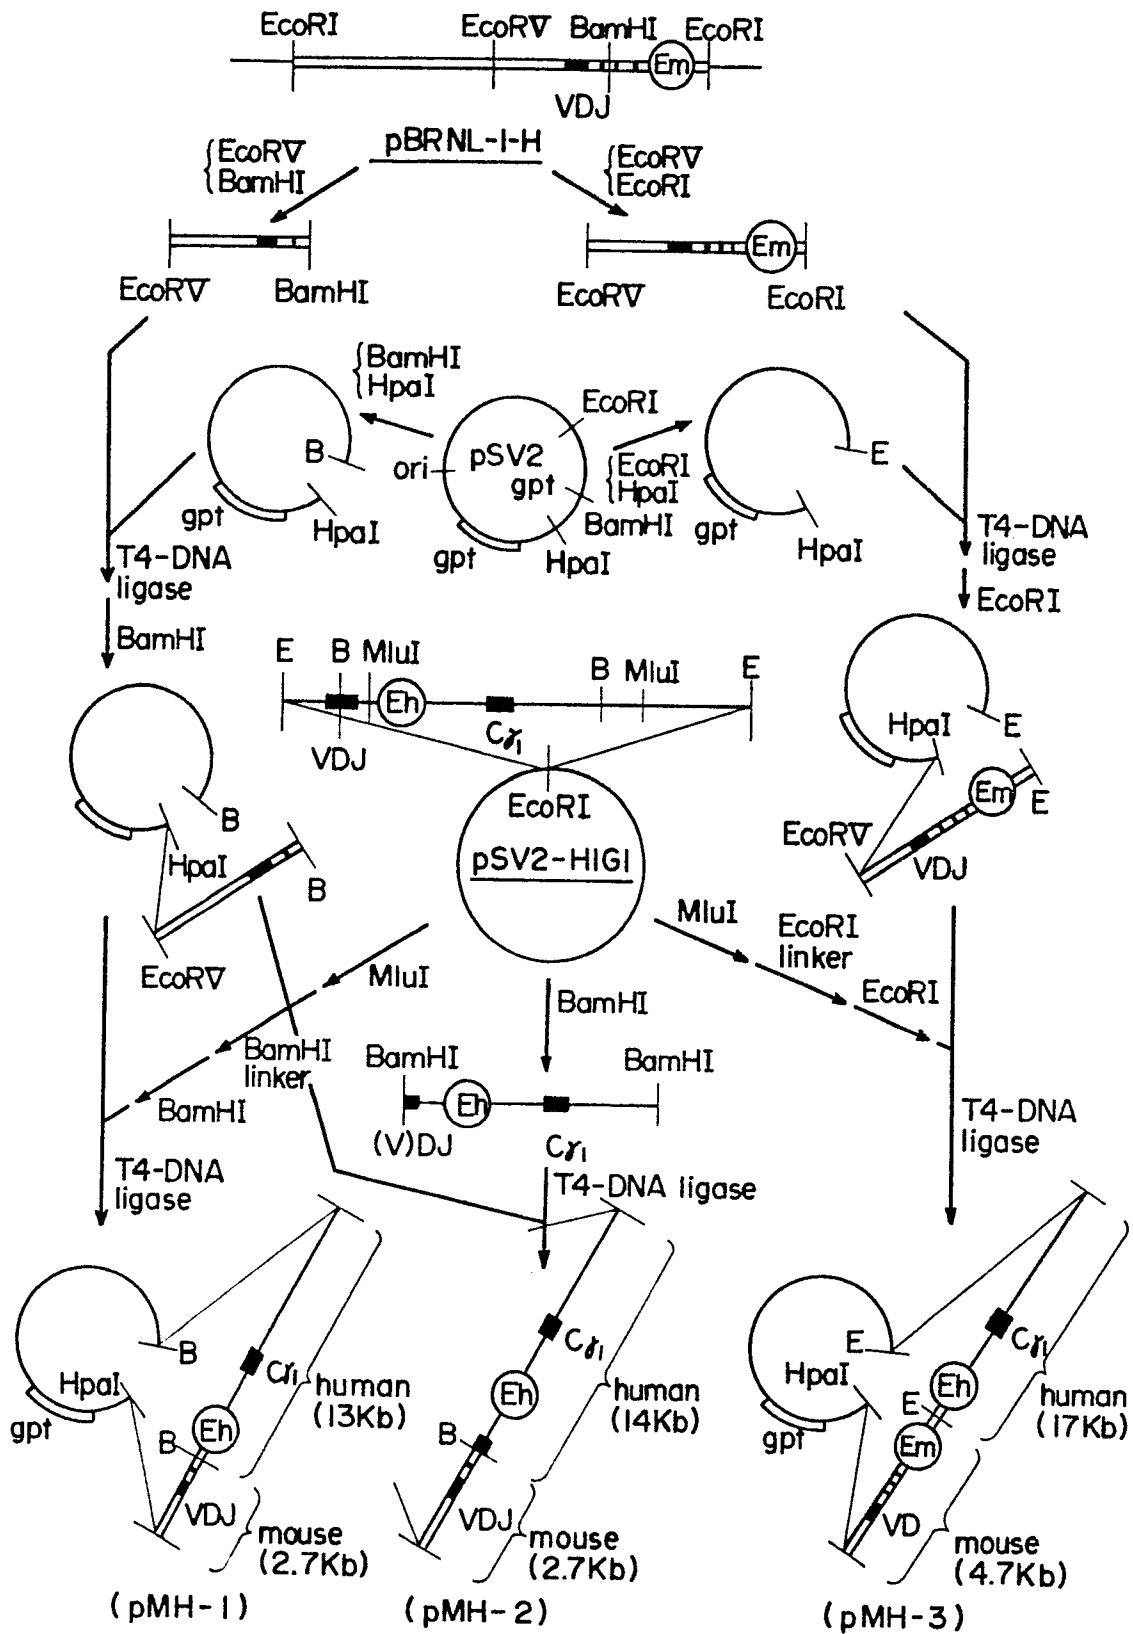 EcoRI EcoRV BamHI EcoRI
Em
VDJ
pBRNL-1-H
EcoRV
BamHI
EcoRV
EcoRI
Em
EcoRV BamHI
EcoRV EcoRI
BamHI
HpaI
B
gpt
HpaI
EcoRI
ori
pSV2
gpt
BamHI
gpt
HpaI
EcoRI
HpaI
E
gpt
HpaI
T4-DNA
ligase
BamHI
T4-DNA
ligase
EcoRI
E B MluI B MluI E
Eh
VDJ
Cγ1
EcoRI
pSV2-HIG1
B
HpaI
B
EcoRV
HpaI
E
Em
E
EcoRV
VDJ
MluI
BamHI
linker
BamHI
T4-DNA
ligase
BamHI
BamHI BamHI
Eh
(V)DJ
Cγ1
T4-DNA ligase
MluI
EcoRI
linker
EcoRI
T4-DNA
ligase
B
HpaI
gpt
Cγ1
Eh
B
VDJ
human
(13Kb)
mouse
(2.7Kb)
(pMH-1)
Cγ1
Eh
B
VDJ
human
(14Kb)
mouse
(2.7Kb)
(pMH-2)
E
HpaI
gpt
Cγ1
Eh
E
Em
VD
human
(17Kb)
mouse
(4.7Kb)
(pMH-3)